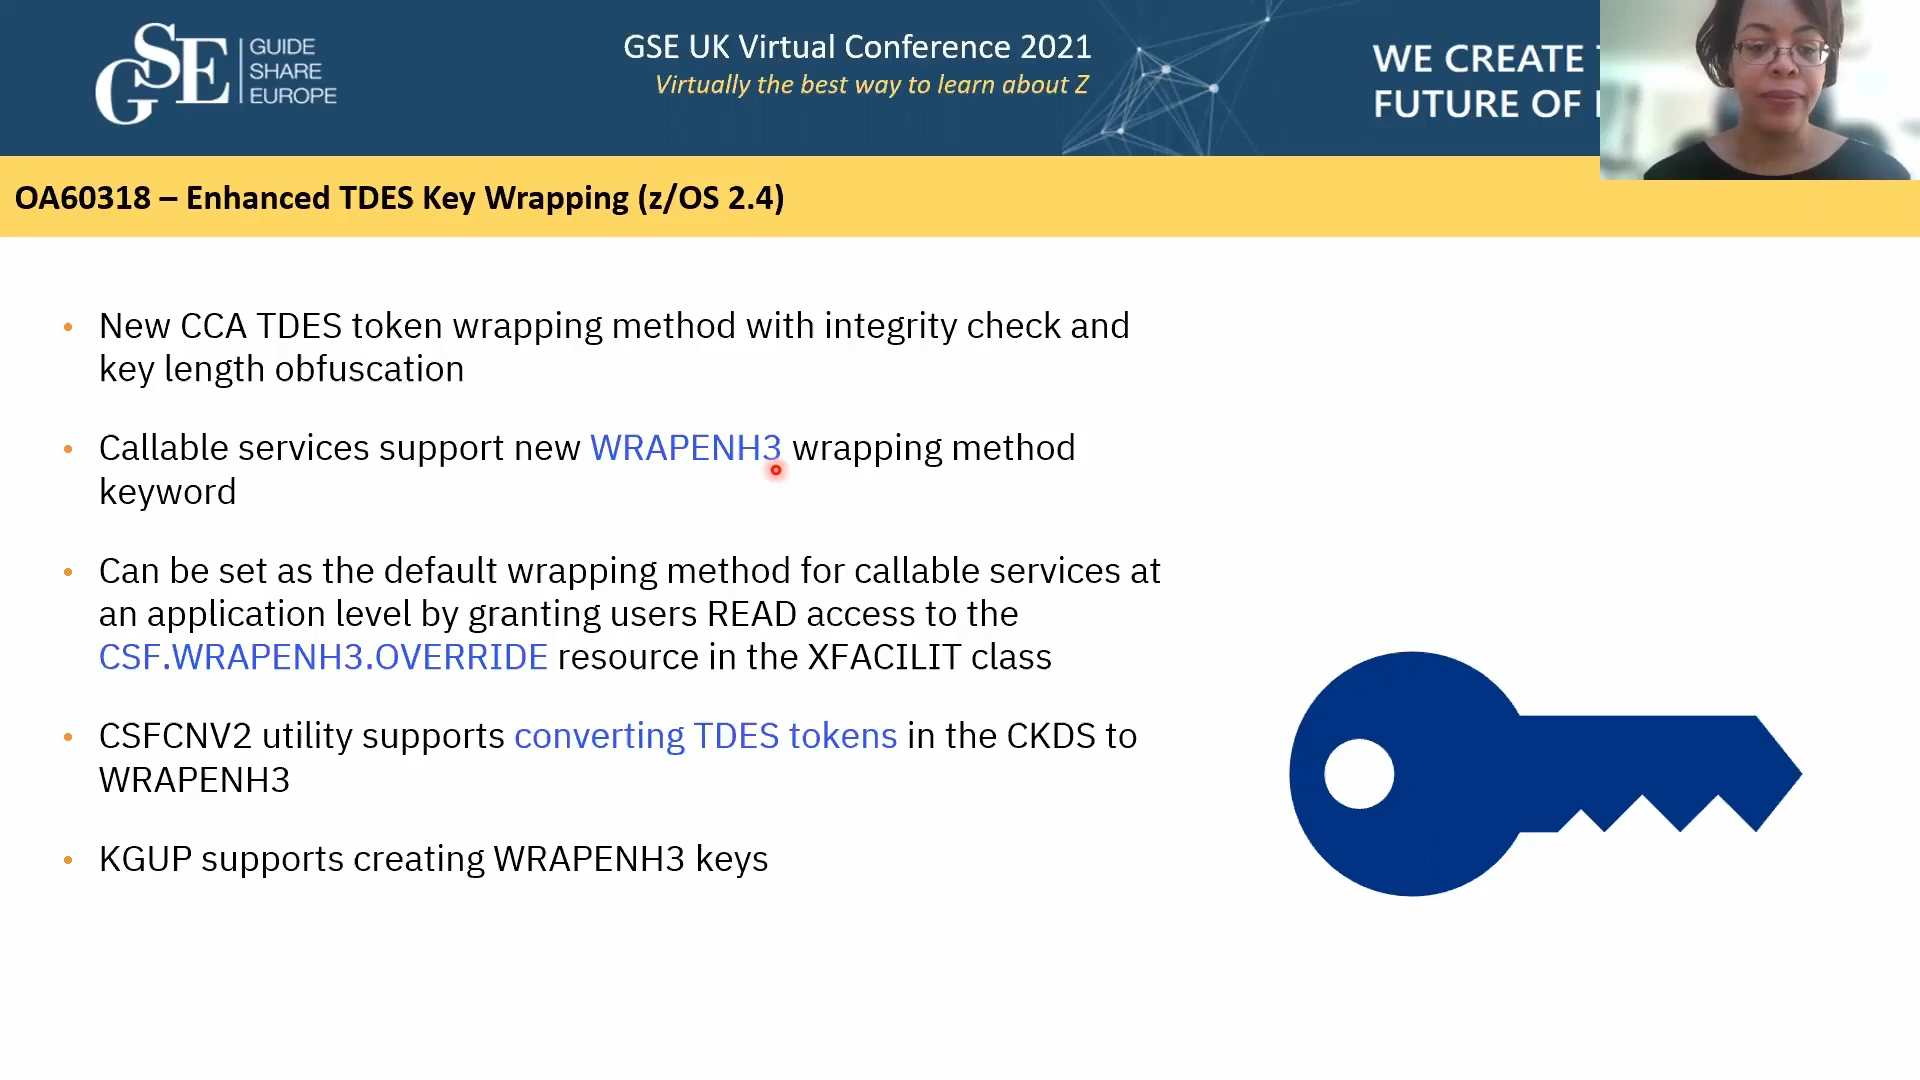 GSE
GUIDE
SHARE
EUROPE
GSE UK Virtual Conference 2021
Virtually the best way to learn about Z
WE CREATE
FUTURE OF
OA60318 – Enhanced TDES Key Wrapping (z/OS 2.4)
• New CCA TDES token wrapping method with integrity check and
key length obfuscation
• Callable services support new WRAPENH3 wrapping method
keyword
• Can be set as the default wrapping method for callable services at
an application level by granting users READ access to the
CSF.WRAPENH3.OVERRIDE resource in the XFACILIT class
• CSFCNV2 utility supports converting TDES tokens in the CKDS to
WRAPENH3
• KGUP supports creating WRAPENH3 keys